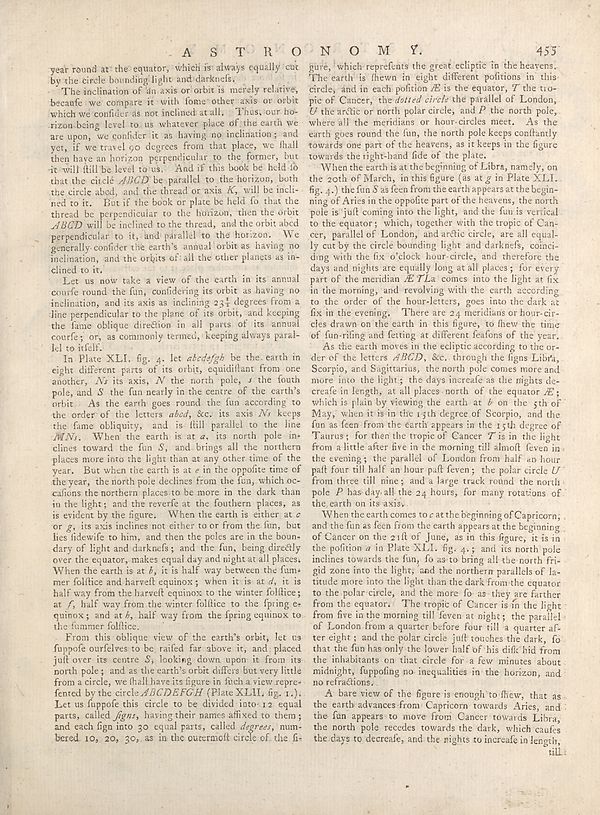 A S T R O N O M Y. 455
year round at the equator, which is always equally cut
by the circle bounding light and darkneſs.
The inclination of an axis or orbit is merely relative,
becauſe we compare it with ſome other axis or orbit
which we conſider as not inclined at all. Thus, our ho-
rizon being level to us, whatever place of the earth we
are upon, we conſider it as having no inclination; and
yet, if we travel 90 degrees from that place, we ſhall
then have an horizon perpendicular to the former, but
it will ſtill be level to us. And if this book be held ſo
that the circle ABCD be parallel to the horizon, both
the circle abcd, and the thread or axis K, will be incli-
ned to it. But if the book or plate be held ſo that the
thread be perpendicular to the horizon, then the orbit
ABCD will be inclined to the thread, and the orbit abcd
perpendicular to it, and parallel to the horizon. We
generally conſider the earth's annual orbit as having no
inclination, and the orbits of all the other planets as in-
clined to it.
Let us now take a view of the earth in its annual
courſe round the ſun, conſidering its orbit as having no
inclination, and its axis as inclining 23½ degrees from a
line perpendicular to the plane of its orbit, and keeping
the ſame oblique direction in all parts of its annual
courſe; or, as commonly termed, keeping always paral-
lel to itſelf.
In Plate XLI. fig. 4. let abcdefgh be the earth in
eight different parts of its orbit, equidiſtant from one
another, Ns its axis, N the north pole, s the ſouth
pole, and S the ſun nearly in the centre of the earth's
orbit. As the earth goes round the ſun according to
the order of the letters abcd, &c. its axis Ns keeps
the ſame obliquity, and is ſtill parallel to the line
MNs. When the earth is at a, its north pole in-
clines toward the ſun S, and brings all the northern
places more into the light than at any other time of the
year. But when the earth is at e in the oppoſite time of
the year, the north pole declines from the ſun, which oc-
caſions the northern places to be more in the dark than
in the light; and the reverſe at the ſouthern places, as
is evident by the figure. When the earth is either at c
or g, its axis inclines not either to or from the ſun, but
lies ſidewiſe to him, and then the poles are in the boun-
dary of light and darkneſs; and the ſun, being directly
over the equator, makes equal day and night at all places.
When the earth is at b, it is half way between the ſum-
mer ſolſtice and harveſt equinox; when it is at d, it is
half way from the harveſt equinox to the winter ſolſtice;
at f, half way from the winter ſolſtice to the ſpring e-
quinox; and at h, half way from the ſpring equinox to
the ſummer ſolſtice.
From this oblique view of the earth's orbit, let us
ſuppoſe ourſelves to be raiſed far above it, and placed
juſt over its centre S, looking down upon it from its
north pole; and as the earth's orbit differs but very little
from a circle, we ſhall have its figure in ſuch a view repre-
ſented by the circle ABCDEFGH (Plate XLII. fig. 1.).
Let us ſuppoſe this circle to be divided into 12 equal
parts, called ſigns, having their names affixed to them;
and each ſign into 30 equal parts, called degrees, num-
bered 10, 20, 30, as in the outermoſt circle of the fi-
gure, which repreſents the great ecliptic in the heavens.
The earth is ſhewn in eight different poſitions in this
circle, and in each poſition Æ is the equator, T the tro-
pic of Cancer, the dotted circle the parallel of London,
U the arctic or north polar circle, and P the north pole,
where all the meridians or hour-circles meet. As the
earth goes round the ſun, the north pole keeps conſtantly
towards one part of the heavens, as it keeps in the figure
towards the right-hand ſide of the plate.
When the earth is at the beginning of Libra, namely, on
the 20th of March, in this figure (as at g in Plate XLI.
fig. 4.) the ſun S as ſeen from the earth appears at the begin-
ning of Aries in the oppoſite part of the heavens, the north
pole is juſt coming into the light, and the ſun is vertical
to the equator; which, together with the tropic of Can-
cer, parallel of London, and arctic circle, are all equal-
ly cut by the circle bounding light and darkneſs, coinci-
ding with the ſix o'clock hour-circle, and therefore the
days and nights are equally long at all places; for every
part of the meridian ÆTLa comes into the light at ſix
in the morning, and revolving with the earth according
to the order of the hour-letters, goes into the dark at
ſix in the evening. There are 24 meridians or hour-cir-
cles drawn on the earth in this figure, to ſhew the time
of ſun-riſing and ſetting at different ſeaſons of the year.
As the earth moves in the ecliptic according to the or-
der of the letters ABCD, &c. through the ſigns Libra,
Scorpio, and Sagittarius, the north pole comes more and
more into the light; the days increaſe as the nights de-
creaſe in length, at all places north of the equator Æ;
which is plain by viewing the earth at b on the 5th of
May, when it is in the 15th degree of Scorpio, and the
ſun as ſeen from the earth appears in the 15th degree of
Taurus; for then the tropic of Cancer T is in the light
from a little after five in the morning till almoſt ſeven in
the evening; the parallel of London from half an hour
paſt four till half an hour paſt ſeven; the polar circle U
from three till nine; and a large track round the north
pole P has day all the 24 hours, for many rotations of
the earth on its axis.
When the earth comes to c at the beginning of Capricorn,
and the ſun as ſeen from the earth appears at the beginning
of Cancer on the 21ſt of June, as in this figure, it is in
the poſition a in Plate XLI. fig. 4.; and its north pole
inclines towards the ſun, ſo as to bring all the north fri-
gid zone into the light, and the northern parallels of la-
titude more into the light than the dark from the equator
to the polar circle, and the more ſo as they are farther
from the equator. The tropic of Cancer is in the light
from five in the morning till ſeven at night; the parallel
of London from a quarter before four till a quarter af-
ter eight; and the polar circle juſt touches the dark, ſo
that the ſun has only the lower half of his diſk hid from
the inhabitants on that circle for a few minutes about
midnight, ſuppoſing no inequalities in the horizon, and
no refractions.
A bare view of the figure is enough to ſhew, that as
the earth advances from Capricorn towards Aries, and
the ſun appears to move from Cancer towards Libra,
the north pole recedes towards the dark, which cauſes
the days to decreaſe, and the nights to increaſe in length,
till